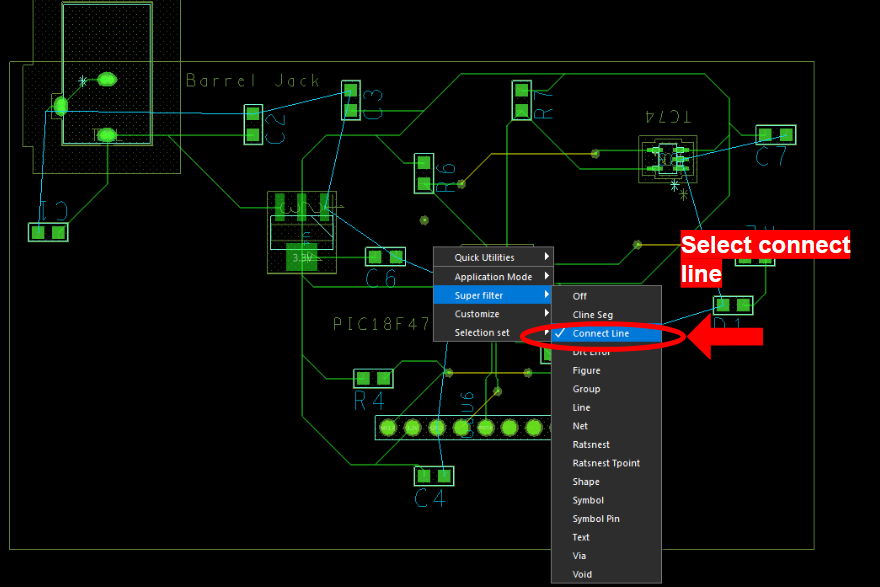 Barrel Jack
C3
R7
TC74
C2
C7
R6
C1
3.3V
C6
Select connect
line
Quick Utilities
Application Mode
Super filter
Customize
Selection set
Off
Cline Seg
Connect Line
Drc Error
Figure
Group
Line
Net
Ratsnest
Ratsnest Tpoint
Shape
Symbol
Symbol Pin
Text
Via
Void
PIC18F47
D1
R4
C4